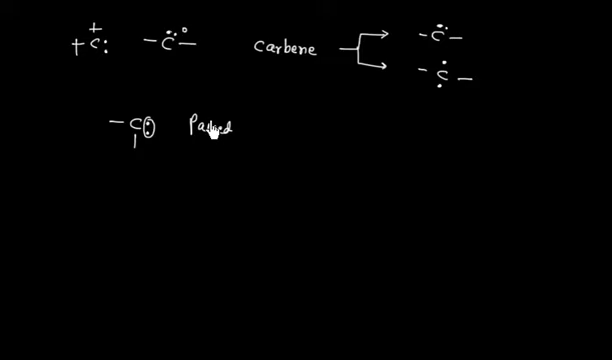 + C: + – C̈° – Carbene – C̈ –
– Ċ. –
– C: Paired